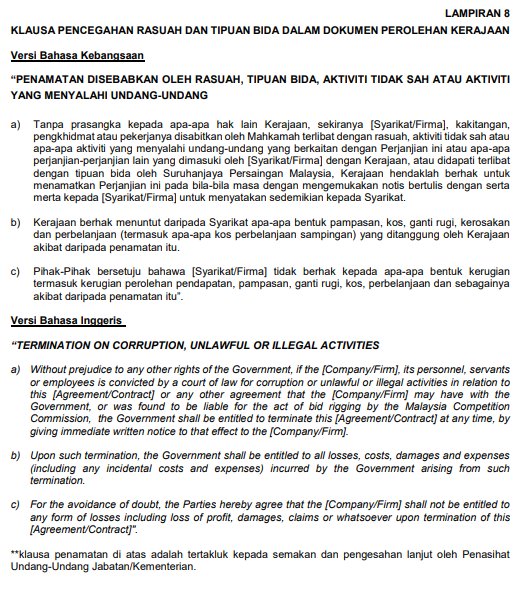 LAMPIRAN 8
KLAUSA PENCEGAHAN RASUAH DAN TIPUAN BIDA DALAM DOKUMEN PEROLEHAN KERAJAAN
Versi Bahasa Kebangsaan
“PENAMATAN DISEBABKAN OLEH RASUAH, TIPUAN BIDA, AKTIVITI TIDAK SAH ATAU AKTIVITI
YANG MENYALAHI UNDANG-UNDANG
a) Tanpa prasangka kepada apa-apa hak lain Kerajaan, sekiranya [Syarikat/Firma], kakitangan,
pengkhidmat atau pekerjanya disabitkan oleh Mahkamah terlibat dengan rasuah, aktiviti tidak sah atau
apa-apa aktiviti yang menyalahi undang-undang yang berkaitan dengan Perjanjian ini atau apa-apa
perjanjian-perjanjian lain yang dimasuki oleh [Syarikat/Firma] dengan Kerajaan, atau didapati terlibat
dengan tipuan bida oleh Suruhanjaya Persaingan Malaysia, Kerajaan hendaklah berhak untuk
menamatkan Perjanjian ini pada bila-bila masa dengan mengemukakan notis bertulis dengan serta
merta kepada [Syarikat/Firma] untuk menyatakan sedemikian kepada Syarikat.
b) Kerajaan berhak menuntut daripada Syarikat apa-apa bentuk pampasan, kos, ganti rugi, kerosakan
dan perbelanjaan (termasuk apa-apa kos perbelanjaan sampingan) yang ditanggung oleh Kerajaan
akibat daripada penamatan itu.
c) Pihak-Pihak bersetuju bahawa [Syarikat/Firma] tidak berhak kepada apa-apa bentuk kerugian
termasuk kerugian perolehan pendapatan, pampasan, ganti rugi, kos, perbelanjaan dan sebagainya
akibat daripada penamatan itu”.
Versi Bahasa Inggeris
“TERMINATION ON CORRUPTION, UNLAWFUL OR ILLEGAL ACTIVITIES
a) Without prejudice to any other rights of the Government, if the [Company/Firm], its personnel, servants
or employees is convicted by a court of law for corruption or unlawful or illegal activities in relation to
this [Agreement/Contract] or any other agreement that the [Company/Firm] may have with the
Government, or was found to be liable for the act of bid rigging by the Malaysia Competition
Commission, the Government shall be entitled to terminate this [Agreement/Contract] at any time, by
giving immediate written notice to that effect to the [Company/Firm].
b) Upon such termination, the Government shall be entitled to all losses, costs, damages and expenses
(including any incidental costs and expenses) incurred by the Government arising from such
termination.
c) For the avoidance of doubt, the Parties hereby agree that the [Company/Firm] shall not be entitled to
any form of losses including loss of profit, damages, claims or whatsoever upon termination of this
[Agreement/Contract]”.
**klausa penamatan di atas adalah tertakluk kepada semakan dan pengesahan lanjut oleh Penasihat
Undang-Undang Jabatan/Kementerian.